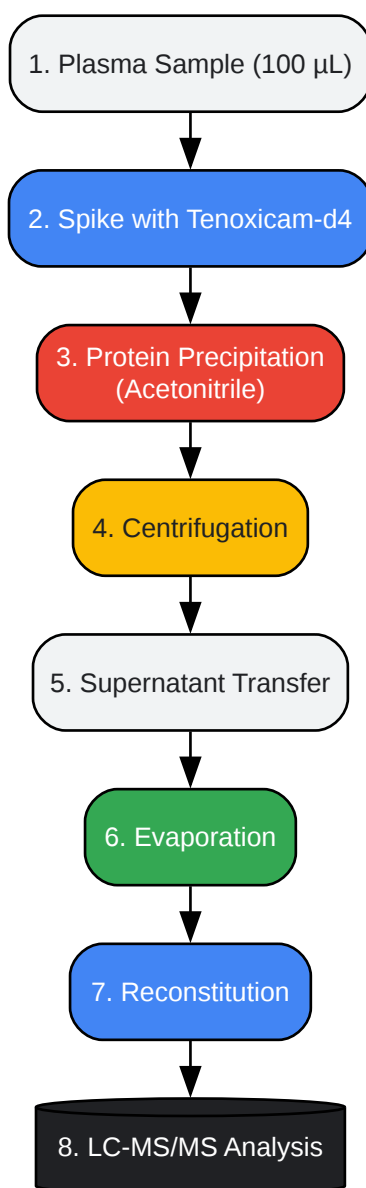 1. Plasma Sample (100 µL)
2. Spike with Tenoxicam-d4
3. Protein Precipitation
(Acetonitrile)
4. Centrifugation
5. Supernatant Transfer
6. Evaporation
7. Reconstitution
8. LC-MS/MS Analysis